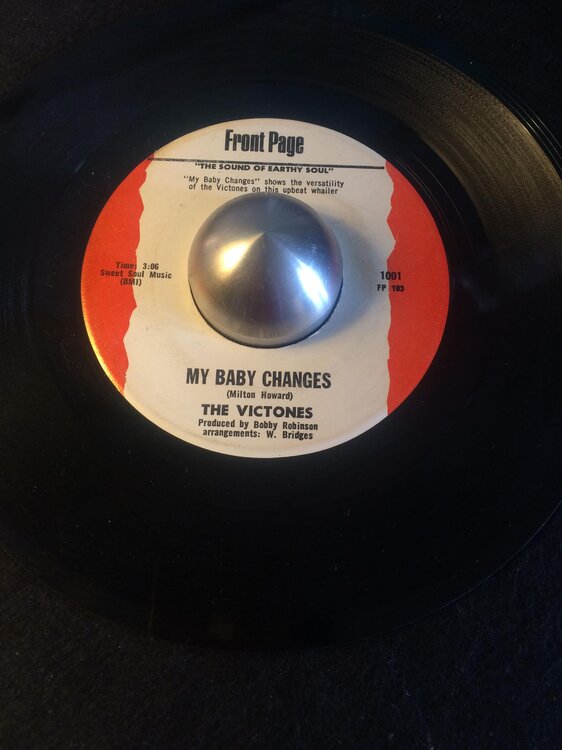 Front Page
"THE SOUND OF EARTHY SOUL"
"My Baby Changes" shows the versatility
of the Victones on this upbeat whailer
Time: 3:06
Sweet Soul Music
(BMI)
1001
FP 103
MY BABY CHANGES
(Milton Howard)
THE VICTONES
Produced by Bobby Robinson
arrangements: W. Bridges